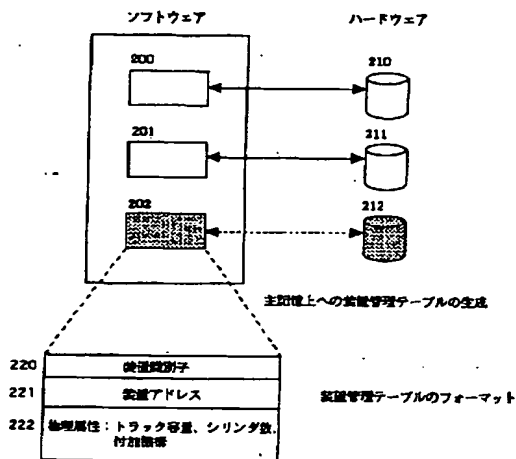 ソフトウェア
ハードウェア
200
210
201
211
202
212
主記憶上への装置管理テーブルの生成
220 装置識別子
221 装置アドレス
装置管理テーブルのフォーマット
222 物理属性：トラック容量、シリンダ数、
付加機構